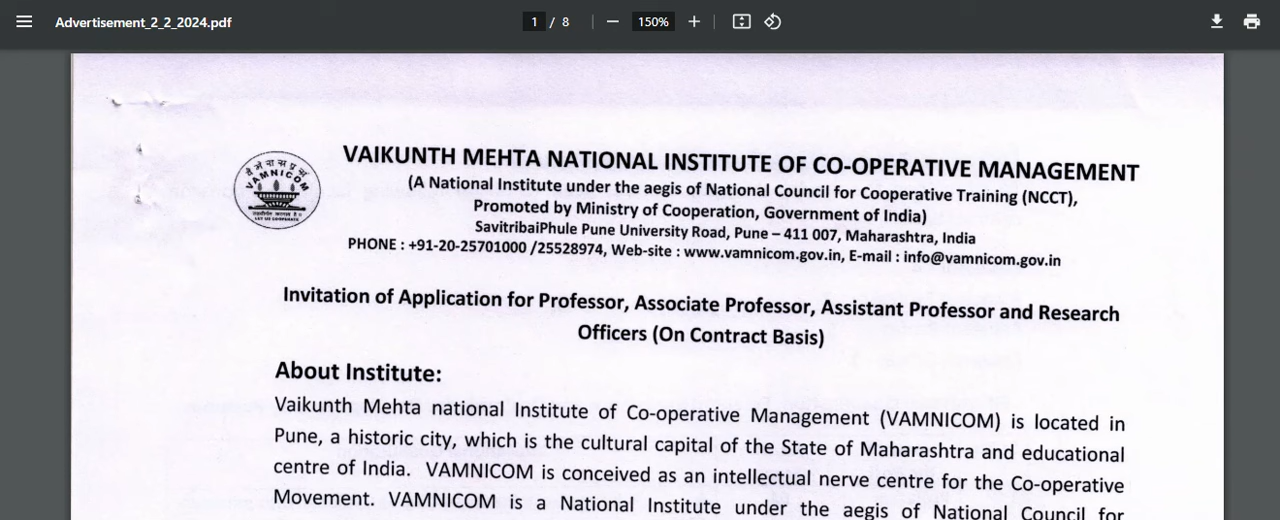 Advertisement_2_2_2024.pdf
1 / 8
150%
VAIKUNTH MEHTA NATIONAL INSTITUTE OF CO-OPERATIVE MANAGEMENT
(A National Institute under the aegis of National Council for Cooperative Training (NCCT),
Promoted by Ministry of Cooperation, Government of India)
SavitribaiPhule Pune University Road, Pune – 411 007, Maharashtra, India
PHONE : +91-20-25701000 /25528974, Web-site : www.vamnicom.gov.in, E-mail : info@vamnicom.gov.in
VAMNICOM
LET US COOPERATE
Invitation of Application for Professor, Associate Professor, Assistant Professor and Research
Officers (On Contract Basis)
About Institute:
Vaikunth Mehta national Institute of Co-operative Management (VAMNICOM) is located in
Pune, a historic city, which is the cultural capital of the State of Maharashtra and educational
centre of India. VAMNICOM is conceived as an intellectual nerve centre for the Co-operative
Movement. VAMNICOM is a National Institute under the aegis of National Council for